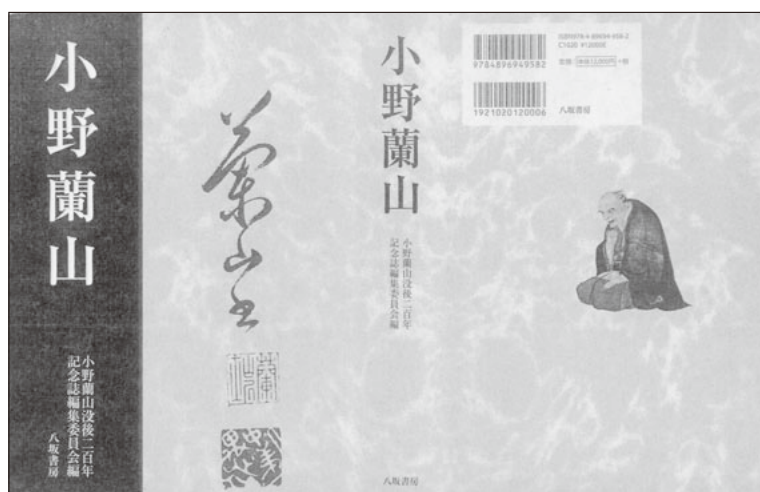 小野蘭山
小野蘭山没後二百年
記念誌編集委員会編
八坂書房
小野蘭山
小野蘭山没後二百年
記念誌編集委員会編
八坂書房
9784896949582
1921020120006
八坂書房